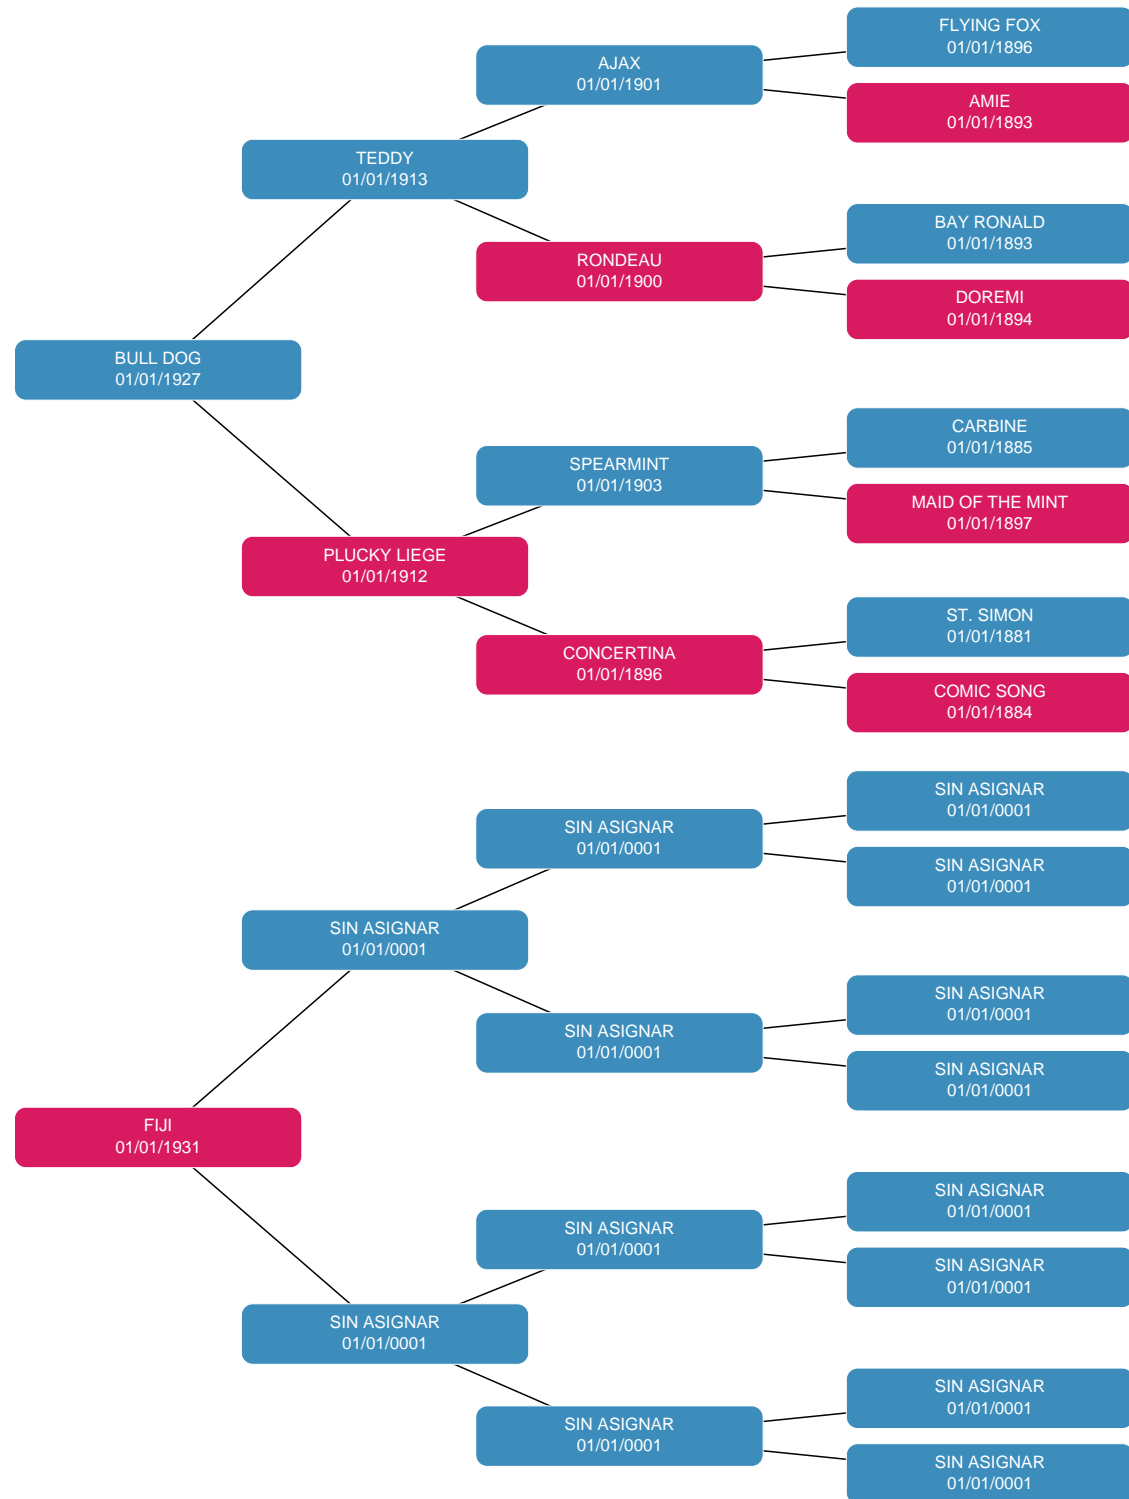 FLYING FOX
01/01/1896
AJAX
01/01/1901
AMIE
01/01/1893
TEDDY
01/01/1913
BAY RONALD
01/01/1893
RONDEAU
01/01/1900
DOREMI
01/01/1894
BULL DOG
01/01/1927
CARBINE
01/01/1885
SPEARMINT
01/01/1903
MAID OF THE MINT
01/01/1897
PLUCKY LIEGE
01/01/1912
ST. SIMON
01/01/1881
CONCERTINA
01/01/1896
COMIC SONG
01/01/1884
SIN ASIGNAR
01/01/0001
SIN ASIGNAR
01/01/0001
SIN ASIGNAR
01/01/0001
SIN ASIGNAR
01/01/0001
SIN ASIGNAR
01/01/0001
SIN ASIGNAR
01/01/0001
SIN ASIGNAR
01/01/0001
FIJI
01/01/1931
SIN ASIGNAR
01/01/0001
SIN ASIGNAR
01/01/0001
SIN ASIGNAR
01/01/0001
SIN ASIGNAR
01/01/0001
SIN ASIGNAR
01/01/0001
SIN ASIGNAR
01/01/0001
SIN ASIGNAR
01/01/0001